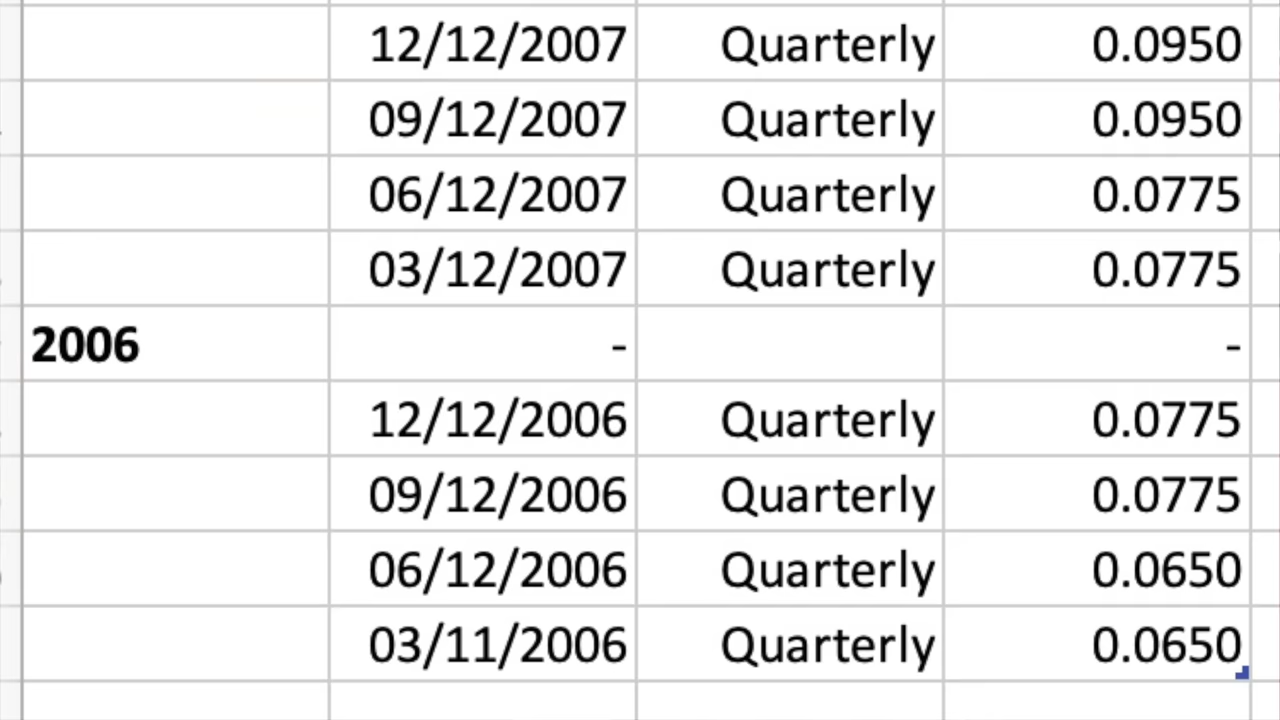 12/12/2007 Quarterly 0.0950
09/12/2007 Quarterly 0.0950
06/12/2007 Quarterly 0.0775
03/12/2007 Quarterly 0.0775
2006 - -
12/12/2006 Quarterly 0.0775
09/12/2006 Quarterly 0.0775
06/12/2006 Quarterly 0.0650
03/11/2006 Quarterly 0.0650